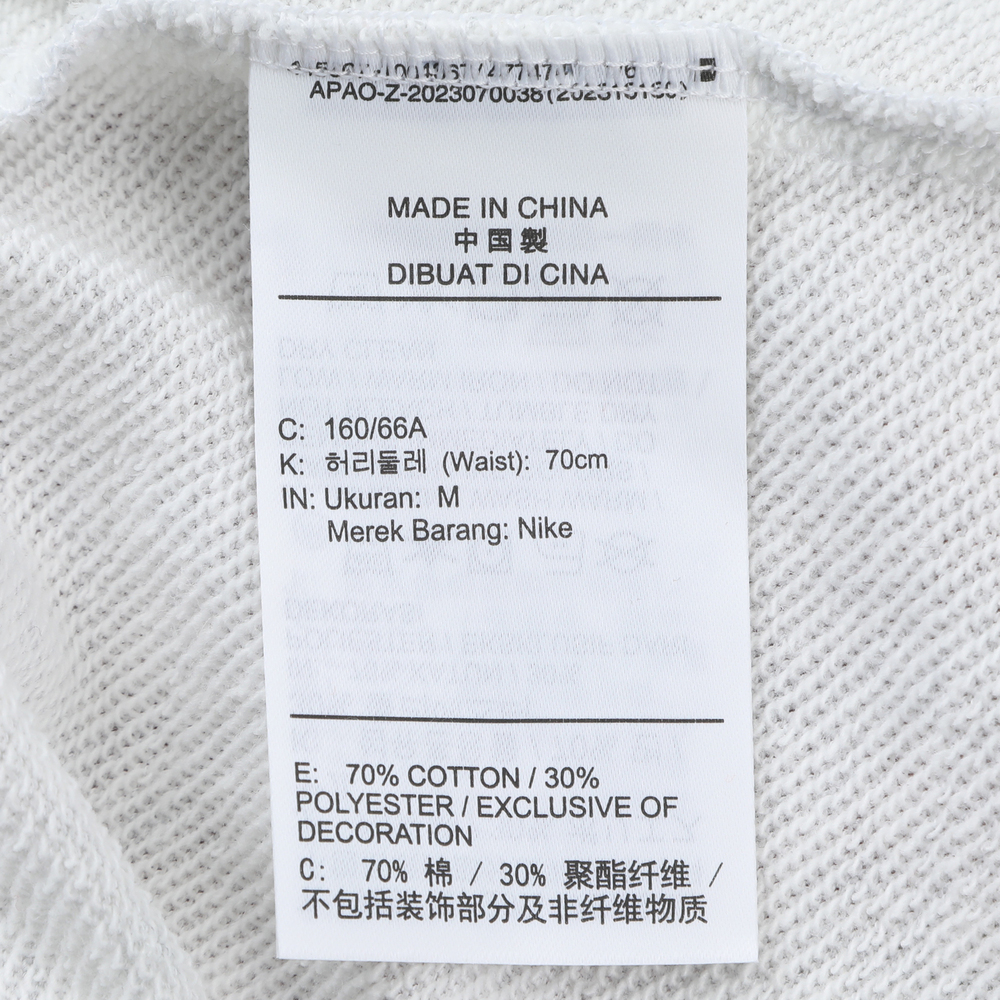 APAO-Z-2023070038
MADE IN CHINA
中国製
DIBUAT DI CINA
C: 160/66A
K: 허리둘레 (Waist): 70cm
IN: Ukuran: M
Merek Barang: Nike
E: 70% COTTON / 30%
POLYESTER / EXCLUSIVE OF
DECORATION
C: 70% 棉 / 30% 聚酯纤维 /
不包括装饰部分及非纤维物质